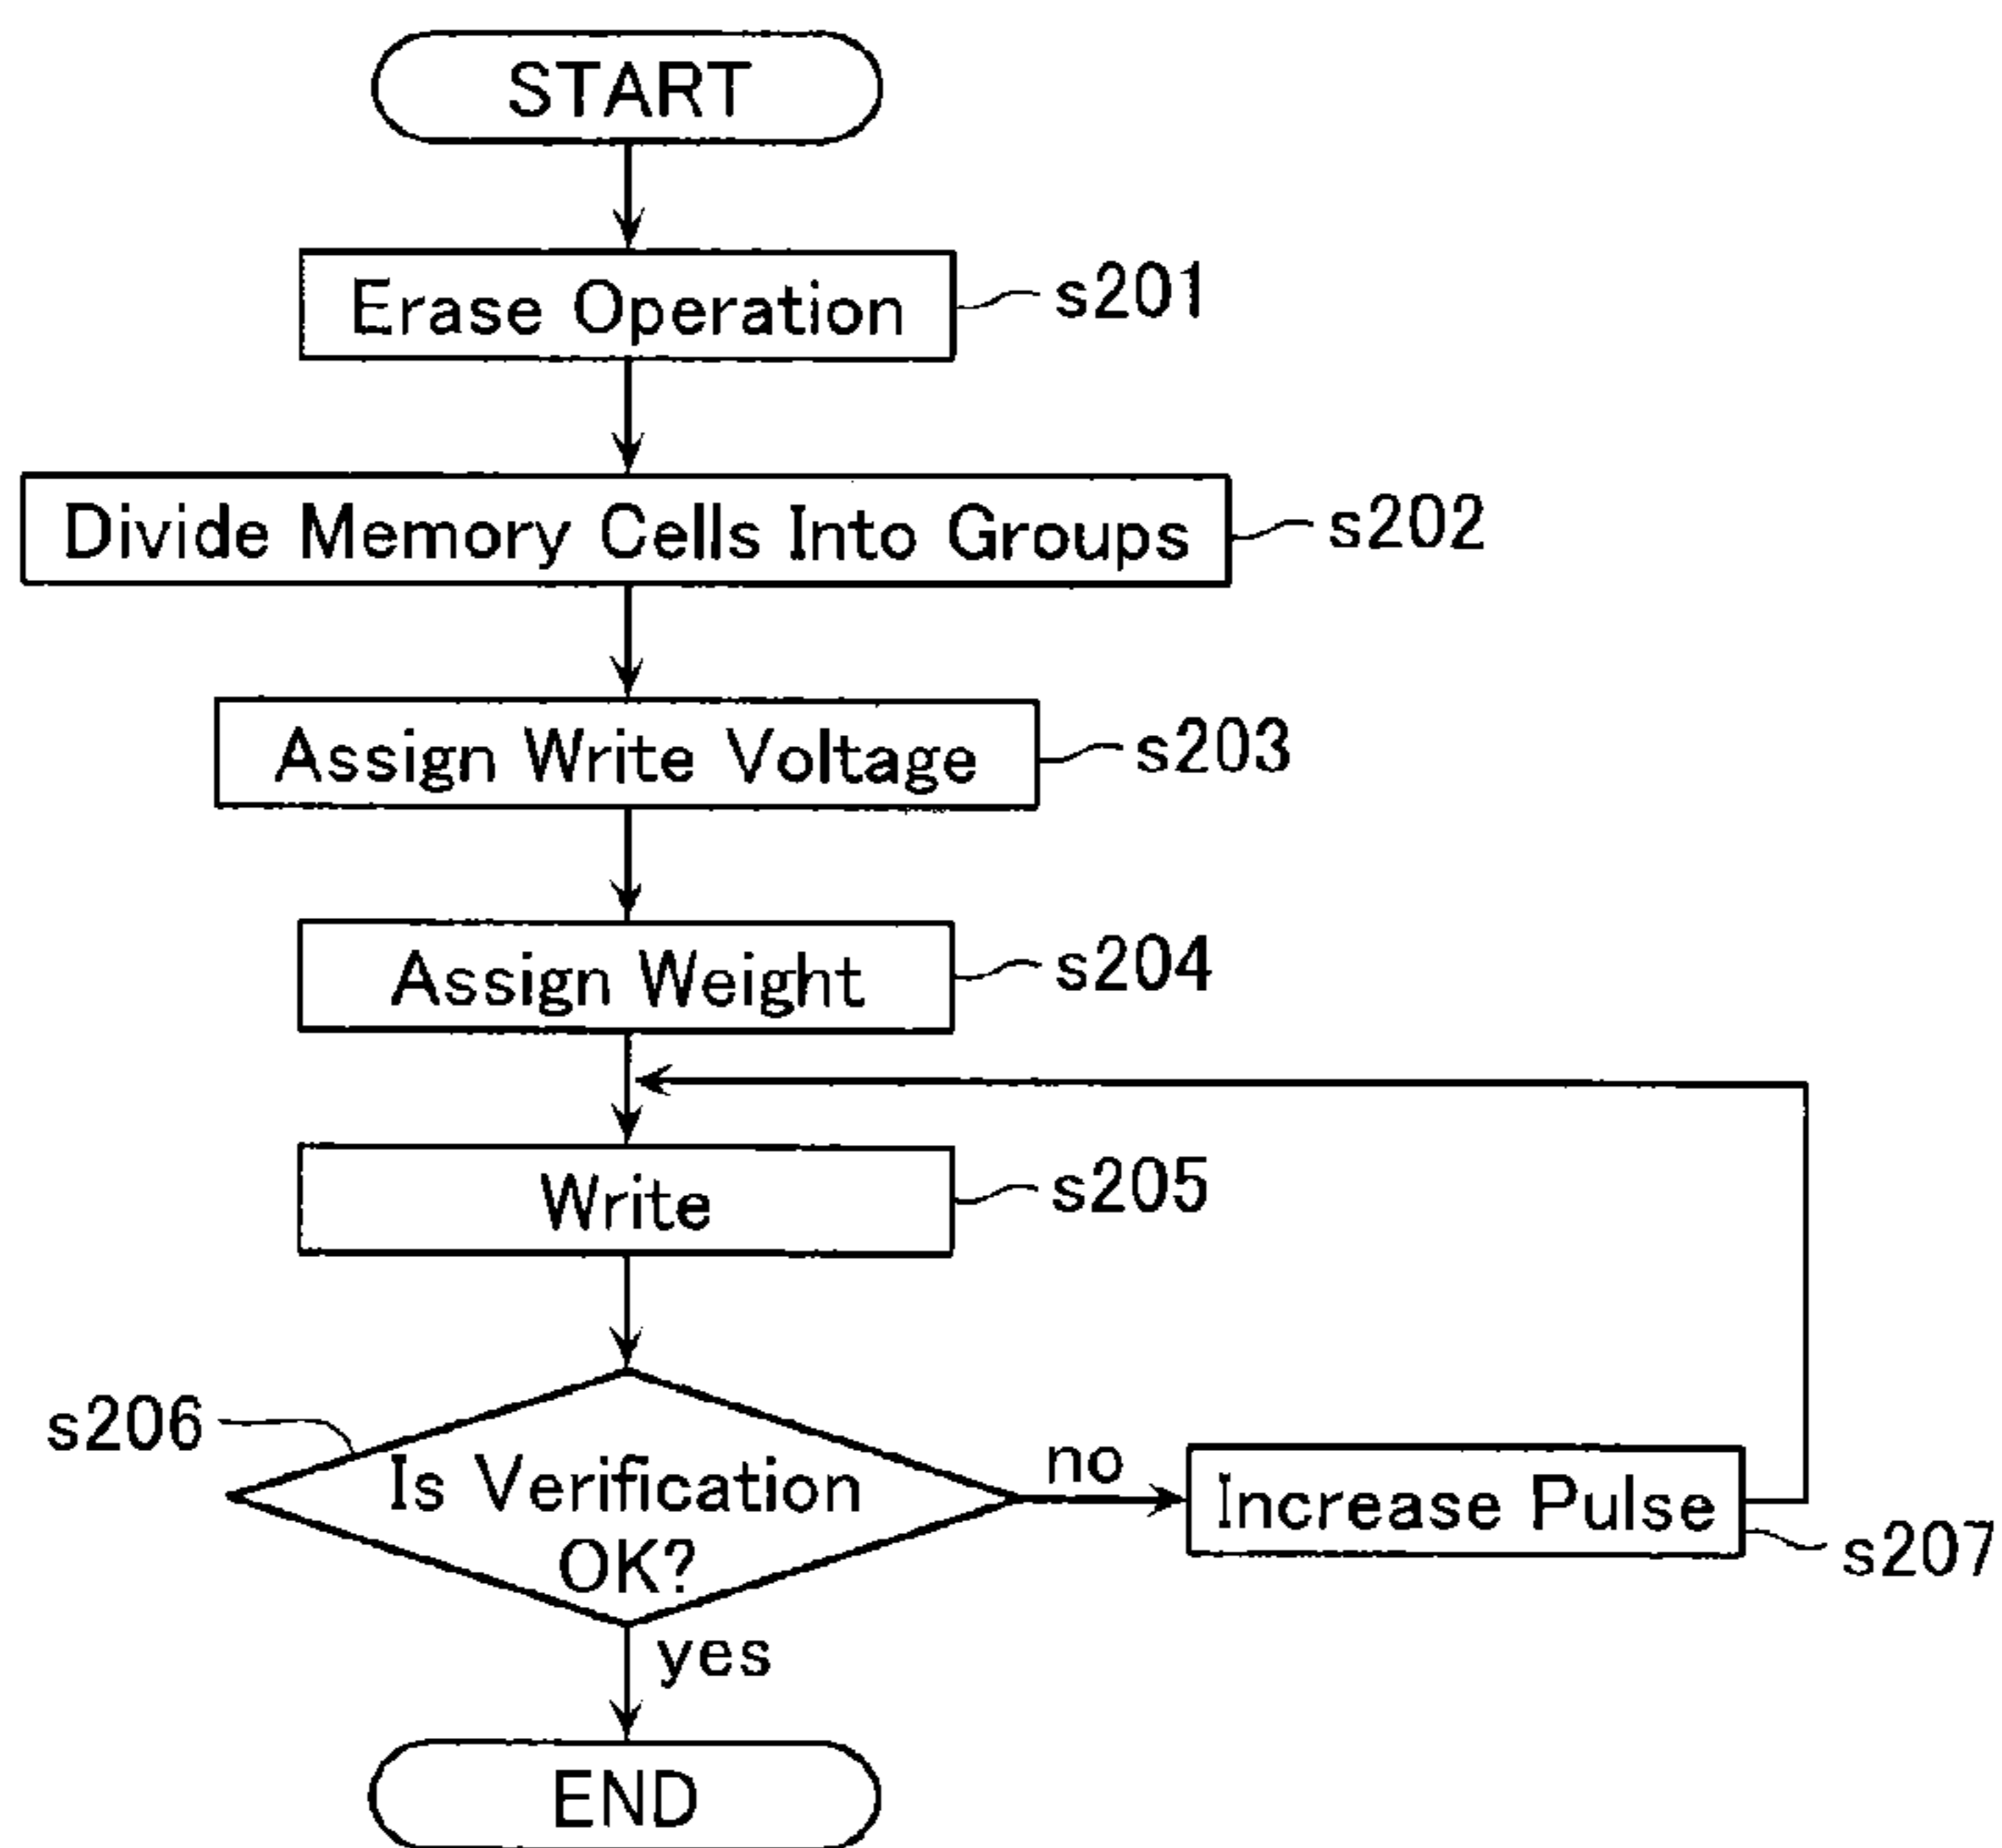 START
Erase Operation
s201
Divide Memory Cells Into Groups
s202
Assign Write Voltage
s203
Assign Weight
s204
Write
s205
s206
Is Verification
OK?
no
Increase Pulse
s207
yes
END